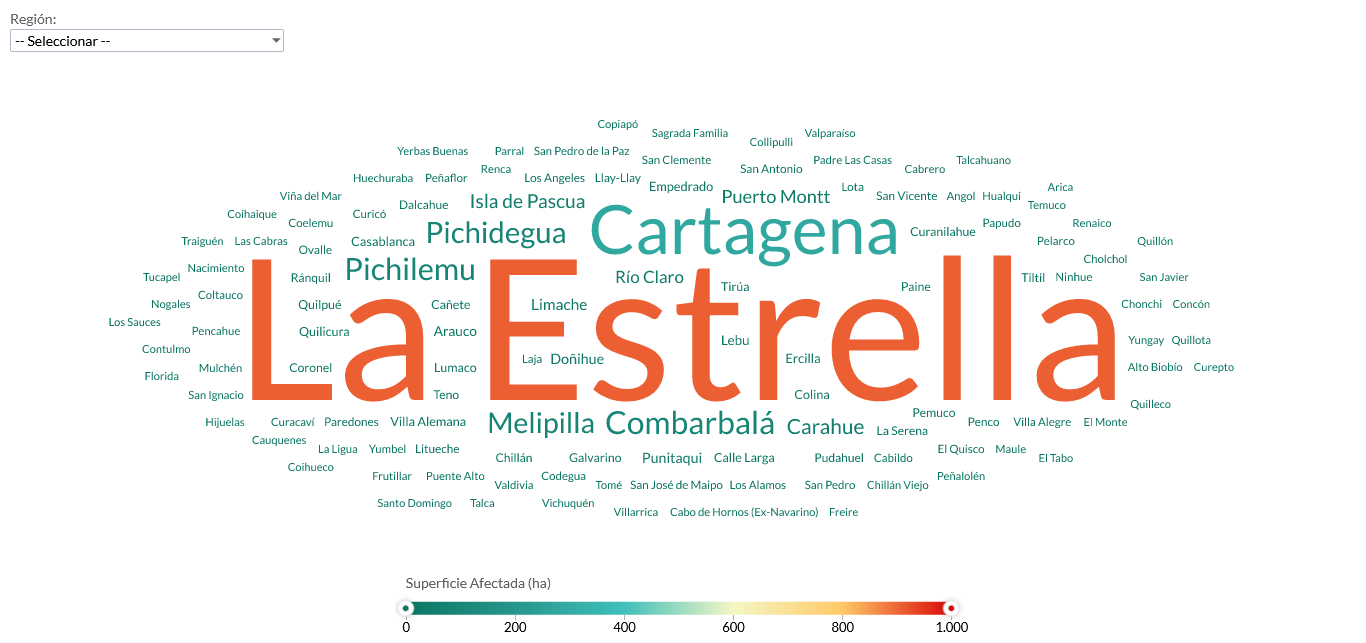 Región:
-- Seleccionar --
Copiapó
Sagrada Familia
Valparaíso
Collipulli
Yerbas Buenas
Parral
San Pedro de la Paz
San Clemente
Padre Las Casas
Talcahuano
Renca
San Antonio
Cabrero
Huechuraba
Peñaflor
Los Angeles
Llay-Llay
Empedrado
Lota
Arica
Viña del Mar
Isla de Pascua
Puerto Montt
San Vicente
Angol
Hualqui
Dalcahue
Temuco
Coihaique
Curicó
Coelemu
Pichidegua
Cartagena
Curanilahue
Papudo
Renaico
Traiguén
Las Cabras
Ovalle
Casablanca
Pelarco
Quillón
Cholchol
Nacimiento
Pichilemu
Tucapel
Ránquil
Río Claro
Tirúa
Paine
Tiltil
Ninhue
San Javier
Coltauco
Nogales
Quilpué
Cañete
Limache
Chonchi
Concón
Los Sauces
Pencahue
Quilicura
Arauco
La Estrella
Lebu
Yungay
Quillota
Contulmo
Laja
Doñihue
Ercilla
Mulchén
Coronel
Lumaco
Alto Biobío
Curepto
Florida
San Ignacio
Teno
Colina
Quilleco
Hijuelas
Curacaví
Paredones
Villa Alemana
Melipilla
Combarbalá
Carahue
Pemuco
La Serena
Penco
Villa Alegre
El Monte
Cauquenes
La Ligua
Yumbel
Litueche
El Quisco
Maule
Coihueco
Chillán
Galvarino
Punitaqui
Calle Larga
Pudahuel
Cabildo
El Tabo
Frutillar
Puente Alto
Codegua
Peñalolén
Valdivia
Tomé
San José de Maipo
Los Alamos
San Pedro
Chillán Viejo
Santo Domingo
Talca
Vichuquén
Villarrica
Cabo de Hornos (Ex-Navarino)
Freire
Superficie Afectada (ha)
0 200 400 600 800 1.000